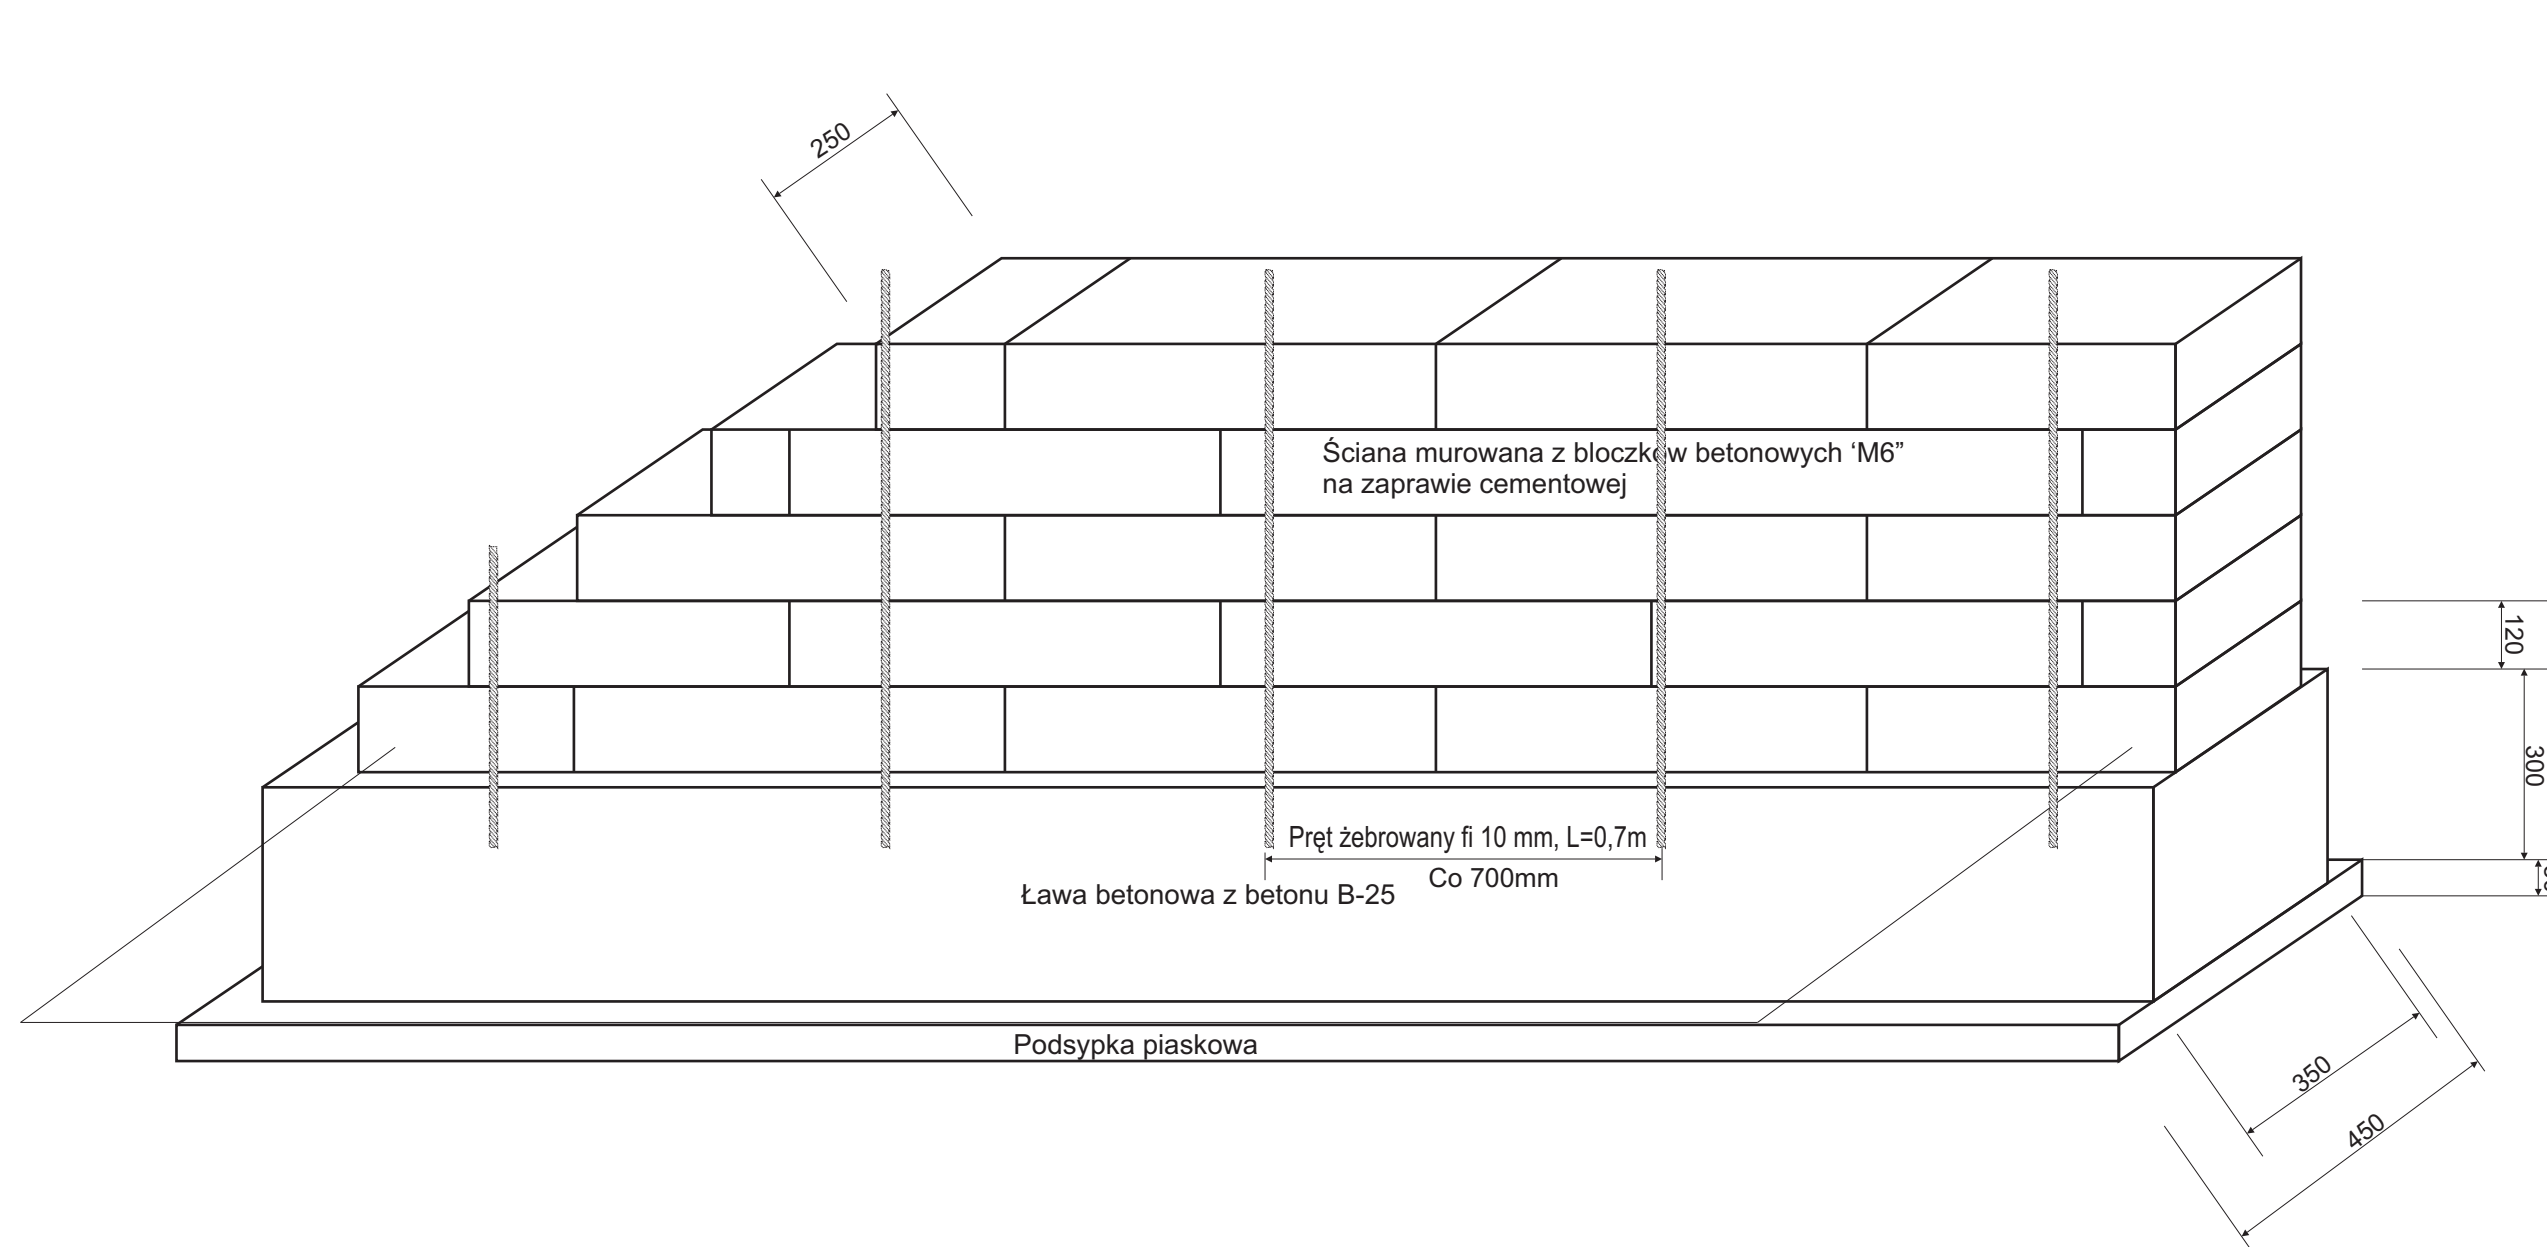 250
Ściana murowana z bloczków betonowych ‘M6”
na zaprawie cementowej
120
300
Pręt żebrowany fi 10 mm, L=0,7m
Co 700mm
Ława betonowa z betonu B-25
Podsypka piaskowa
350
450